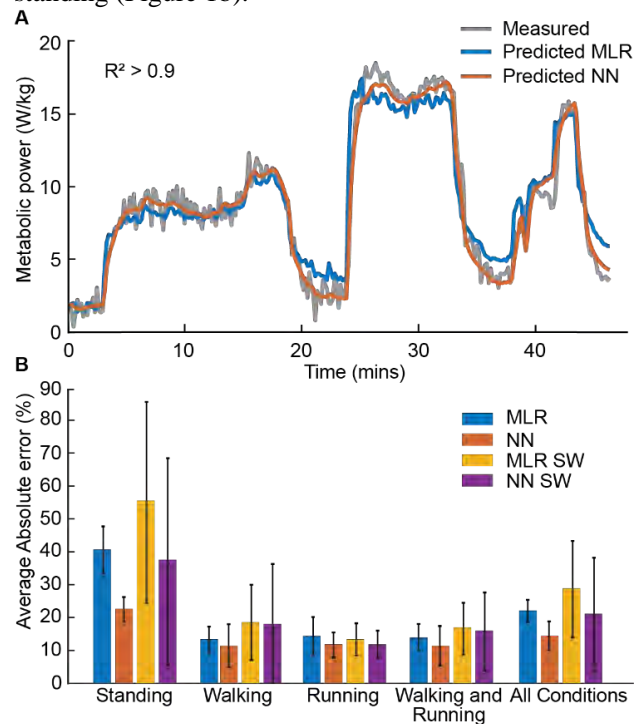 standing (Figure 1B).
A
20
15
10
5
0
Metabolic power (W/kg)
R² > 0.9
Measured
Predicted MLR
Predicted NN
0 10 20 30 40
Time (mins)
B
90
80
70
60
50
40
30
20
10
0
Average Absolute error (%)
MLR
NN
MLR SW
NN SW
Standing Walking Running Walking and All Conditions
Running